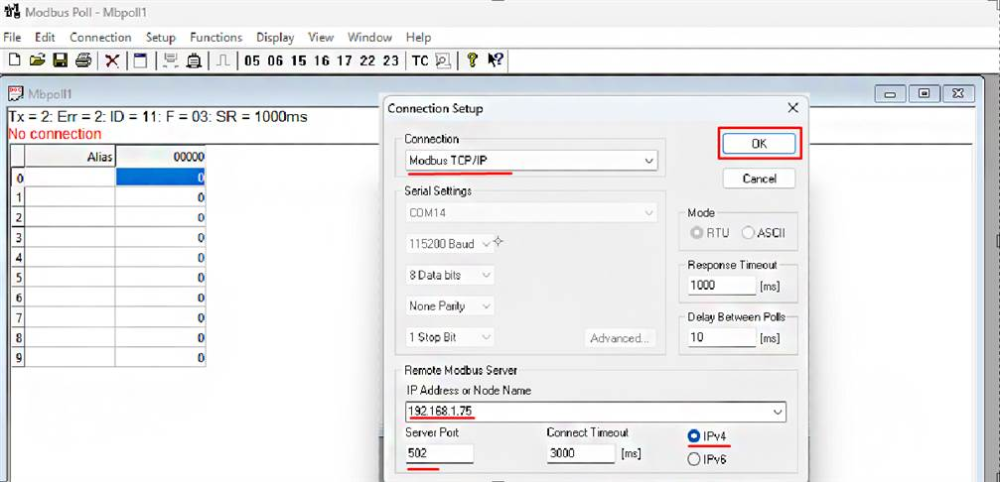 Modbus Poll - Mbpoll1
File Edit Connection Setup Functions Display View Window Help
05 06 15 16 17 22 23 TC
Mbpoll1
Tx = 2: Err = 2: ID = 11: F = 03: SR = 1000ms
No connection
Alias 00000
0 0
1 0
2 0
3 0
4 0
5 0
6 0
7 0
8 0
9 0
Connection Setup
Connection
Modbus TCP/IP
OK
Cancel
Serial Settings
COM14
115200 Baud
8 Data bits
None Parity
1 Stop Bit
Advanced...
Mode
RTU ASCII
Response Timeout
1000 [ms]
Delay Between Polls
10 [ms]
Remote Modbus Server
IP Address or Node Name
192.168.1.75
Server Port Connect Timeout
502 3000 [ms]
IPv4
IPv6